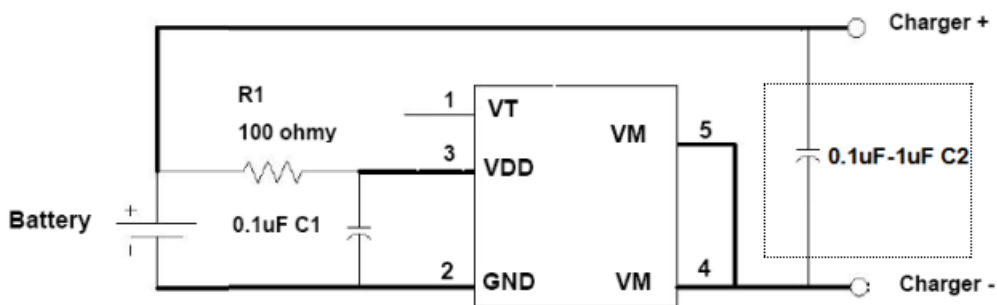 Charger +
R1
100 ohmy
1
VT
3
VDD
VM
5
0.1uF-1uF C2
Battery
+
-
0.1uF C1
2
GND
VM
4
Charger -